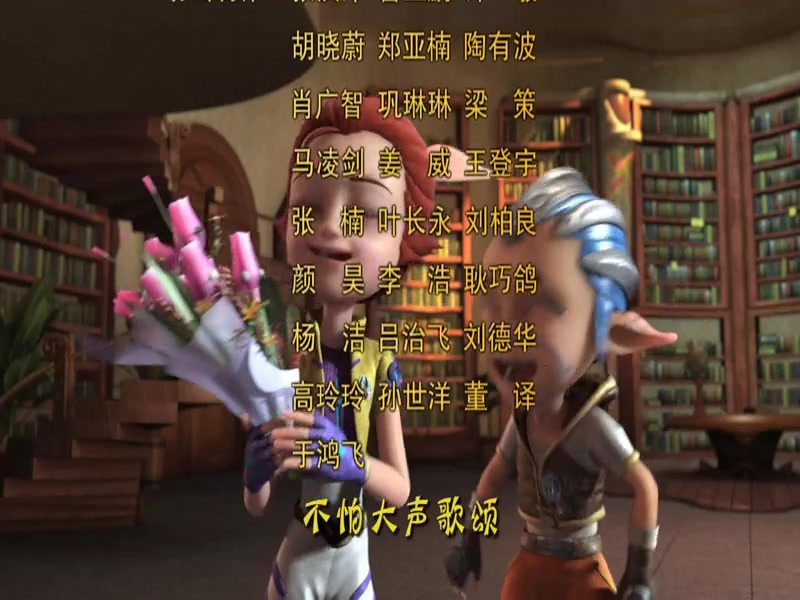 胡晓蔚 郑亚楠 陶有波
肖广智 巩琳琳 梁 策
马凌剑 姜 威 王登宇
张 楠 叶长永 刘柏良
颜 昊 李 浩 耿巧鸽
杨 洁 吕治飞 刘德华
高玲玲 孙世洋 董 译
于鸿飞
不怕大声歌颂